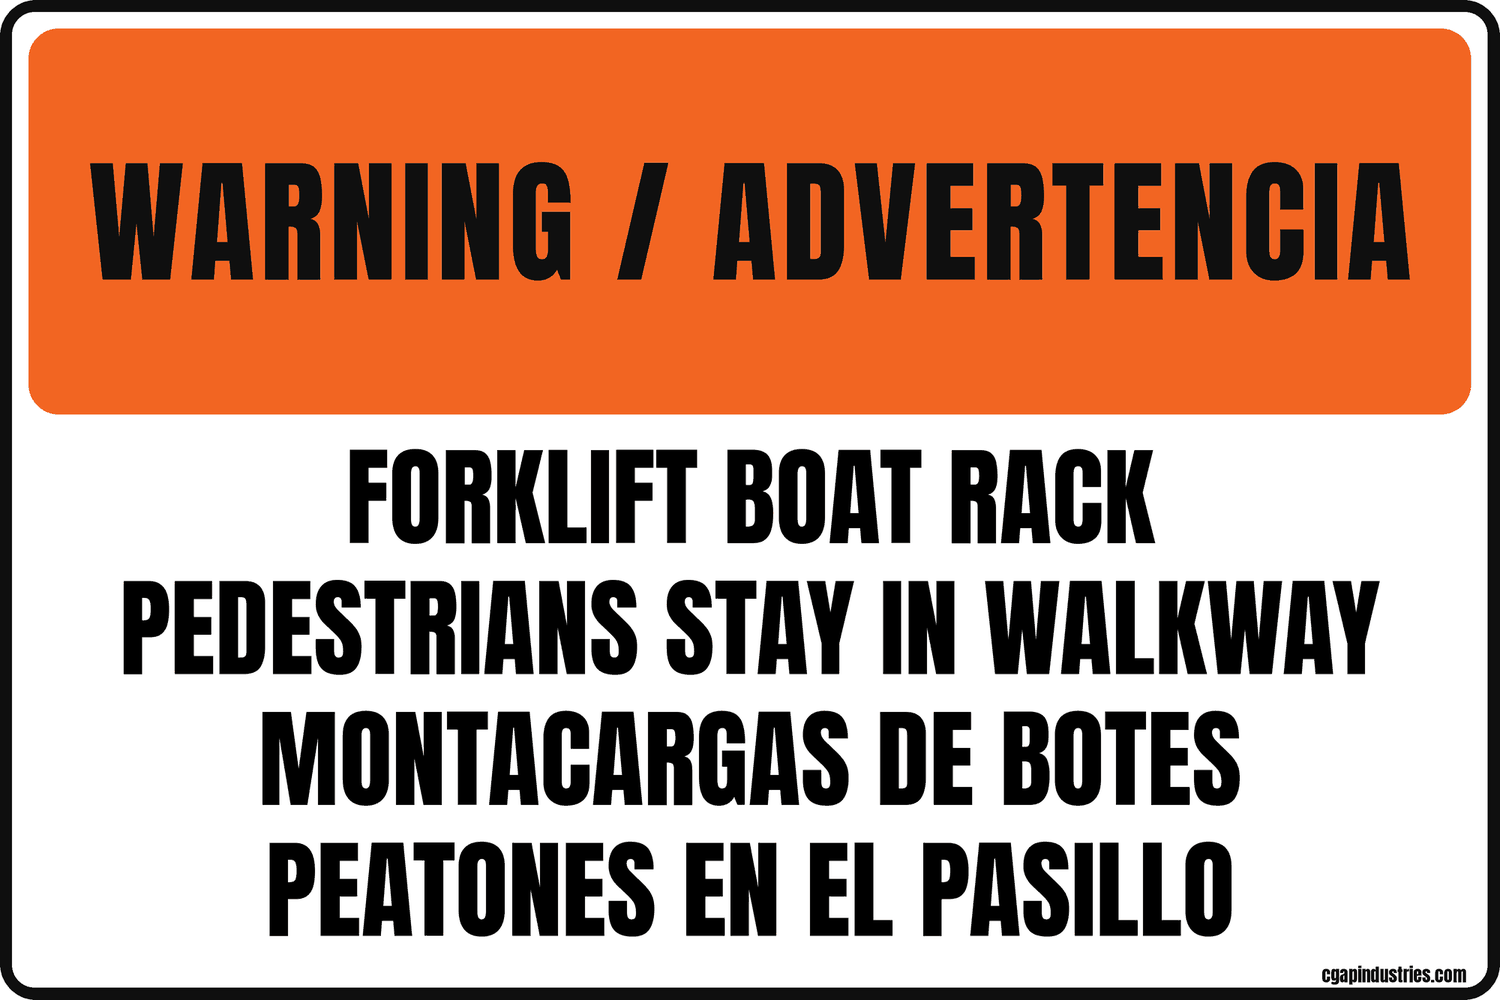 WARNING / ADVERTENCIA
FORKLIFT BOAT RACK
PEDESTRIANS STAY IN WALKWAY
MONTACARGAS DE BOTES
PEATONES EN EL PASILLO
cgapindustries.com